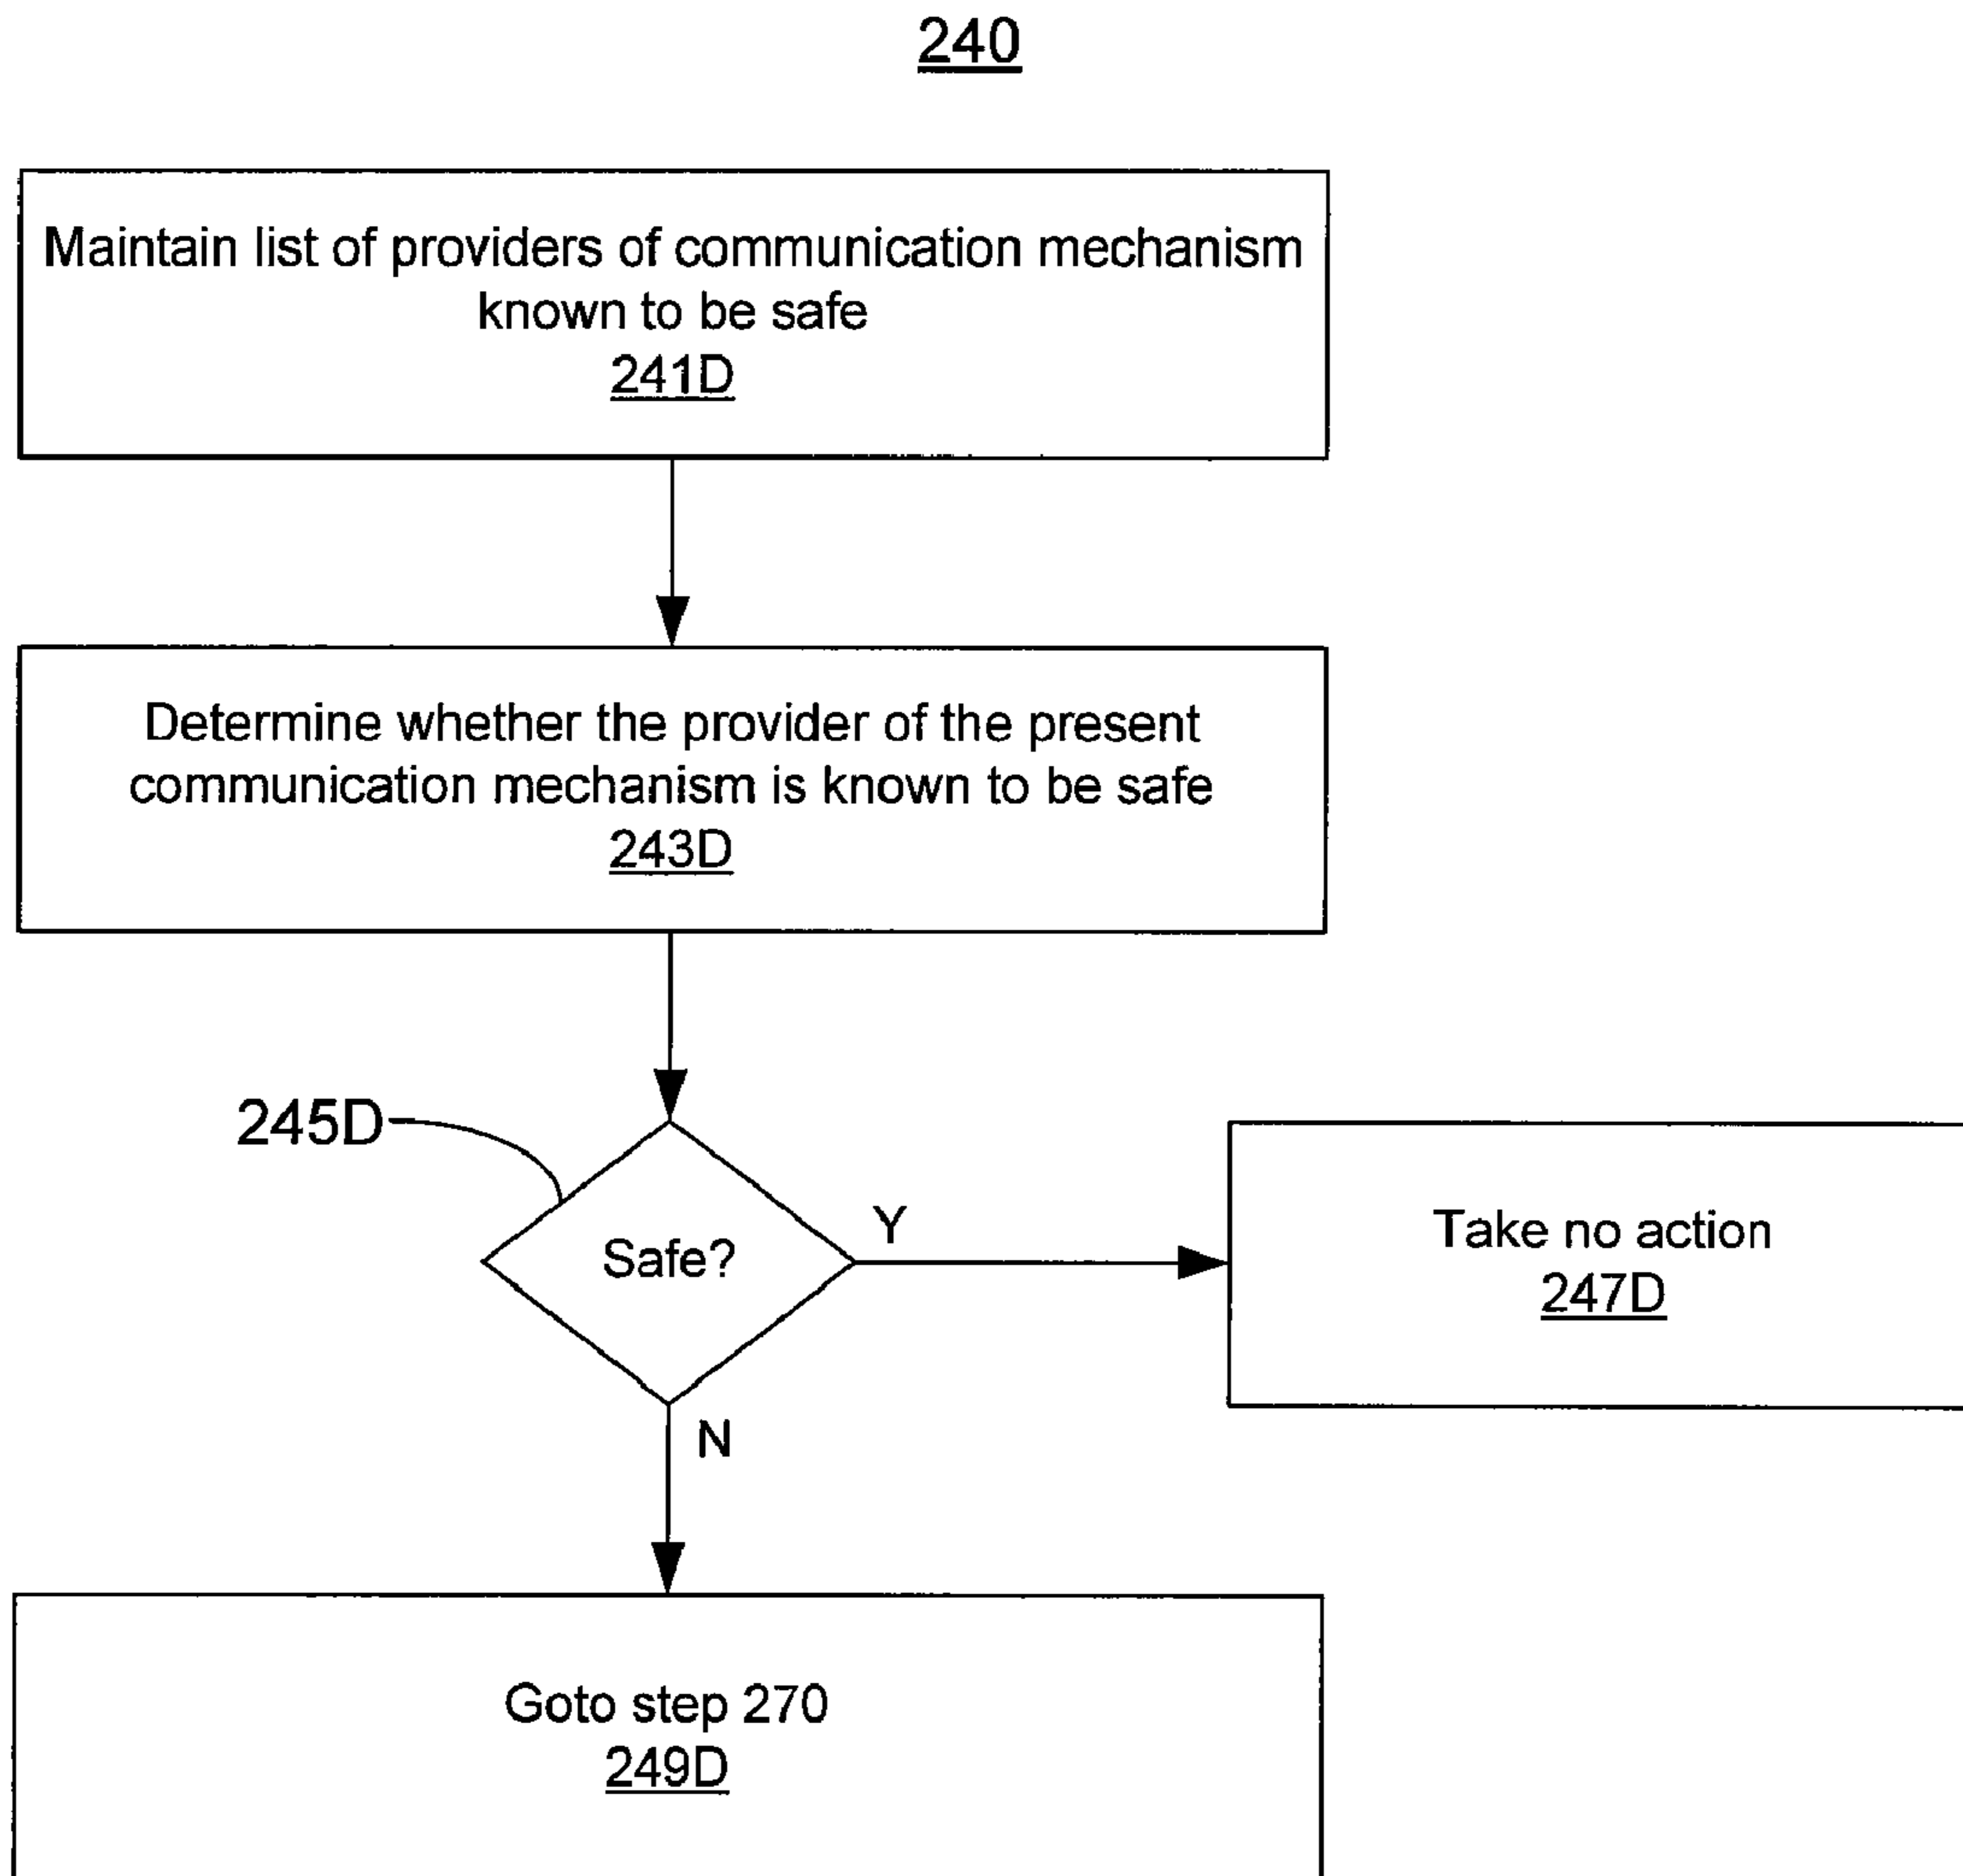 240
Maintain list of providers of communication mechanism
known to be safe
241D
Determine whether the provider of the present
communication mechanism is known to be safe
243D
245D
Safe?
Y
Take no action
247D
N
Goto step 270
249D